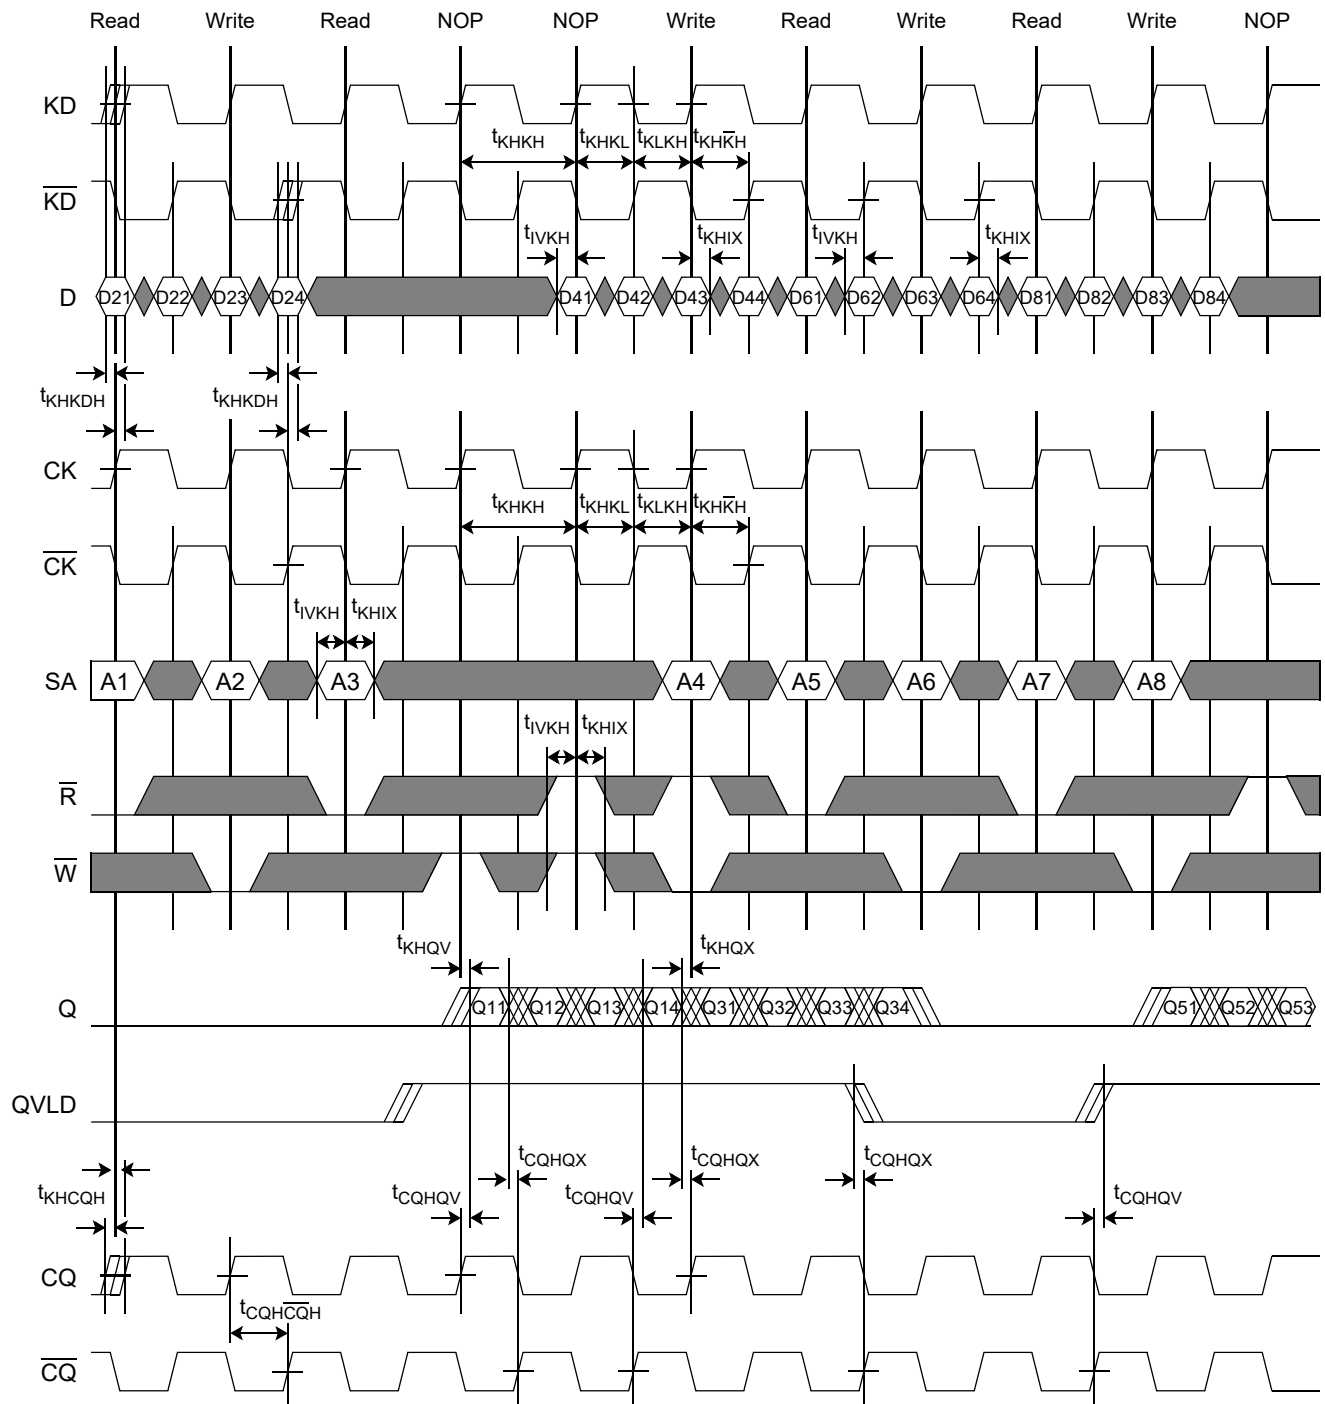 Read Write Read NOP NOP Write Read Write Read Write NOP
KD
tKHKH tKHKL tKLKH tKHK̅H
K̅D̅
tIVKH tKHIX tIVKH tKHIX
D D21 D22 D23 D24 D41 D42 D43 D44 D61 D62 D63 D64 D81 D82 D83 D84
tKHKDH tKHKDH
CK
tKHKH tKHKL tKLKH tKHK̅H
C̅K̅
tIVKH tKHIX
SA A1 A2 A3 A4 A5 A6 A7 A8
tIVKH tKHIX
R̅
W̅
tKHQV tKHQX
Q Q11 Q12 Q13 Q14 Q31 Q32 Q33 Q34 Q51 Q52 Q53
QVLD
tCQHQX tCQHQX tCQHQX
tKHCQH tCQHQV tCQHQV tCQHQV
CQ
tCQHC̅Q̅H
C̅Q̅